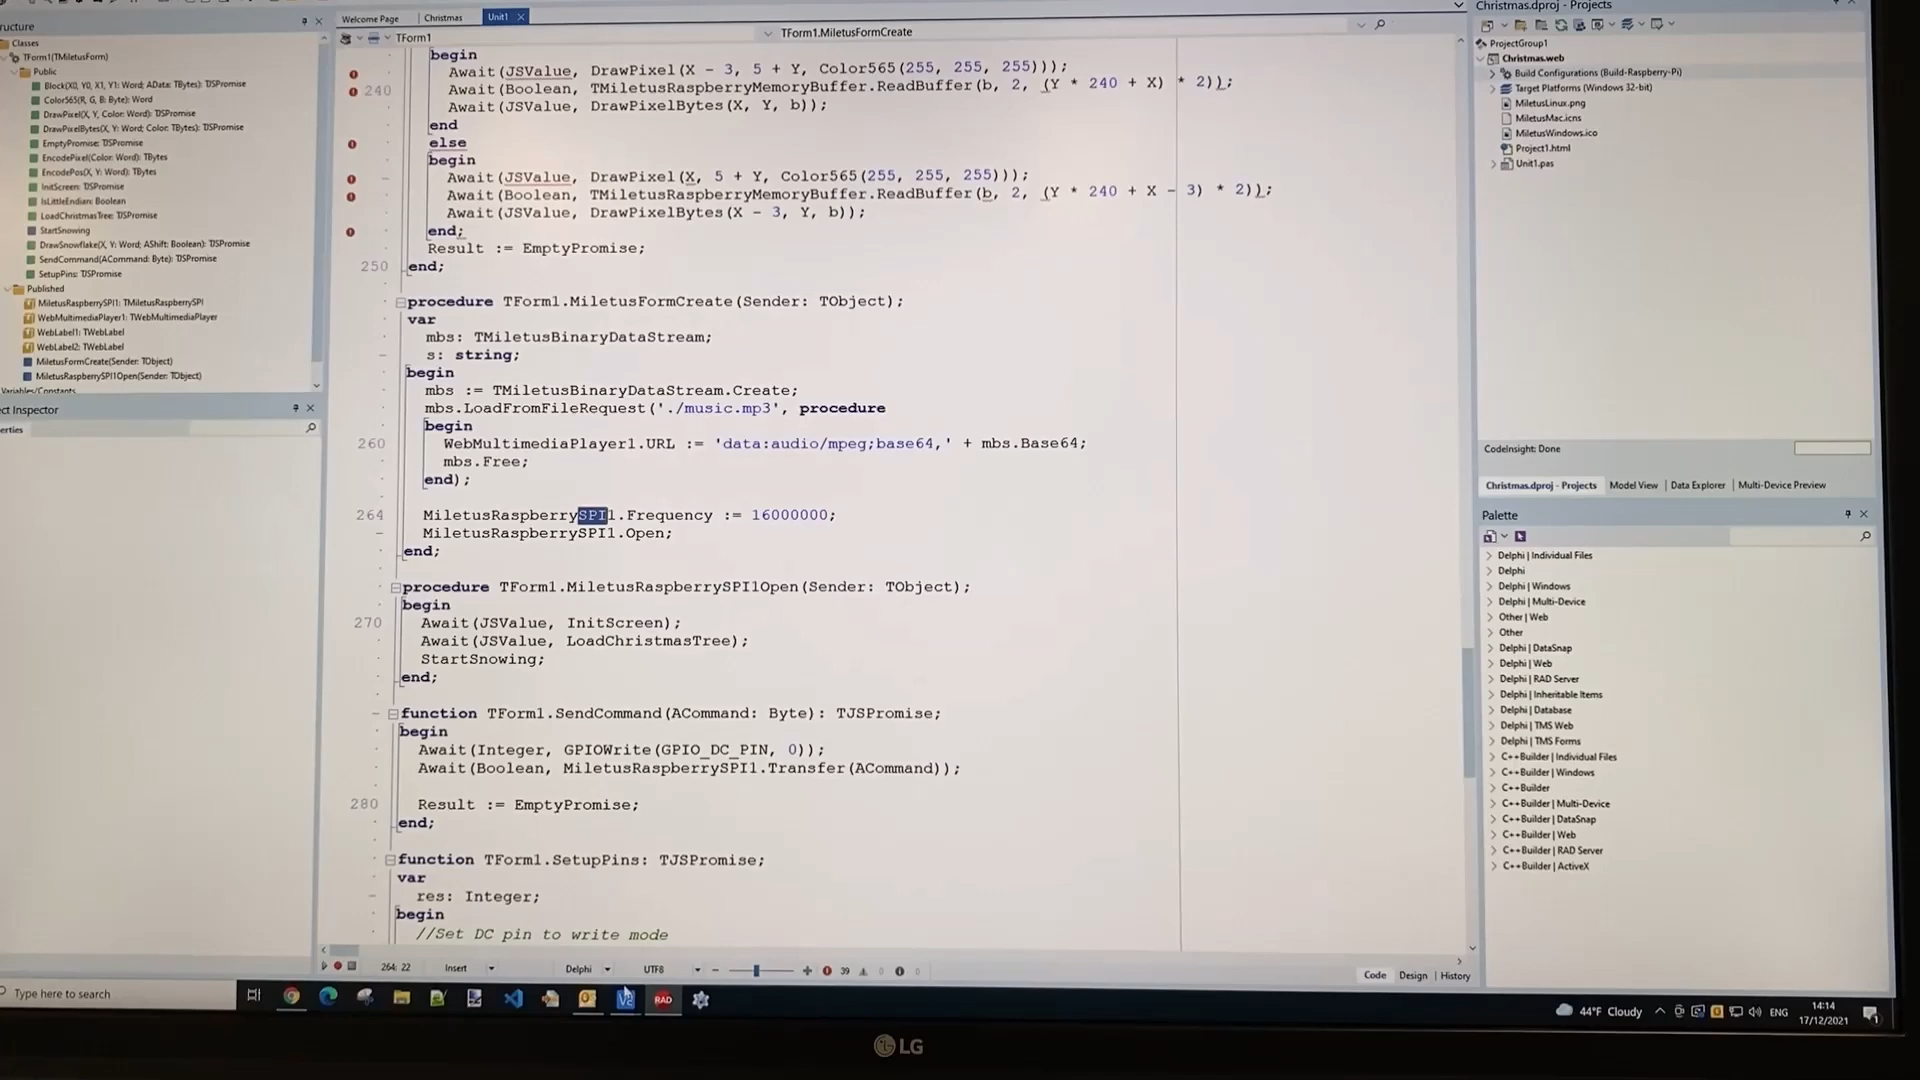 Welcome Page
Christmas
Unit1
Christmas.dproj - Projects
ructure
TForm1
TForm1.MiletusFormCreate
Classes
TForm1(TMiletusForm)
Public
Block(X0, Y0, X1, Y1: Word; AData: TBytes): TJSPromise
Color565(R, G, B: Byte): Word
DrawPixel(X, Y, Color: Word): TJSPromise
DrawPixelBytes(X, Y: Word; Color: TBytes): TJSPromise
EmptyPromise: TJSPromise
EncodePixel(Color: Word): TBytes
EncodePos(X, Y: Word): TBytes
InitScreen: TJSPromise
IsLittleEndian: Boolean
LoadChristmasTree: TJSPromise
StartSnowing
DrawSnowflake(X, Y: Word; AShift: Boolean): TJSPromise
SendCommand(ACommand: Byte): TJSPromise
SetupPins: TJSPromise
Published
MiletusRaspberrySPI1: TMiletusRaspberrySPI
WebMultimediaPlayer1: TWebMultimediaPlayer
WebLabel1: TWebLabel
WebLabel2: TWebLabel
MiletusFormCreate(Sender: TObject)
MiletusRaspberrySPI1Open(Sender: TObject)
Variables/Constants
ect Inspector
erties
begin
Await(JSValue, DrawPixel(X - 3, 5 + Y, Color565(255, 255, 255)));
240 Await(Boolean, TMiletusRaspberryMemoryBuffer.ReadBuffer(b, 2, (Y * 240 + X) * 2));
Await(JSValue, DrawPixelBytes(X, Y, b));
end
else
begin
Await(JSValue, DrawPixel(X, 5 + Y, Color565(255, 255, 255)));
Await(Boolean, TMiletusRaspberryMemoryBuffer.ReadBuffer(b, 2, (Y * 240 + X - 3) * 2));
Await(JSValue, DrawPixelBytes(X - 3, Y, b));
end;
Result := EmptyPromise;
250 end;
procedure TForm1.MiletusFormCreate(Sender: TObject);
var
mbs: TMiletusBinaryDataStream;
s: string;
begin
mbs := TMiletusBinaryDataStream.Create;
mbs.LoadFromFileRequest('./music.mp3', procedure
begin
260 WebMultimediaPlayer1.URL := 'data:audio/mpeg;base64,' + mbs.Base64;
mbs.Free;
end);
264 MiletusRaspberrySPI1.Frequency := 16000000;
MiletusRaspberrySPI1.Open;
end;
procedure TForm1.MiletusRaspberrySPI1Open(Sender: TObject);
begin
270 Await(JSValue, InitScreen);
Await(JSValue, LoadChristmasTree);
StartSnowing;
end;
function TForm1.SendCommand(ACommand: Byte): TJSPromise;
begin
Await(Integer, GPIOWrite(GPIO_DC_PIN, 0));
Await(Boolean, MiletusRaspberrySPI1.Transfer(ACommand));
280 Result := EmptyPromise;
end;
function TForm1.SetupPins: TJSPromise;
var
res: Integer;
begin
//Set DC pin to write mode
264: 22
Insert
Delphi
UTF8
39
0
0
Code
Design
History
ProjectGroup1
Christmas.web
Build Configurations (Build-Raspberry-Pi)
Target Platforms (Windows 32-bit)
MiletusLinux.png
MiletusMac.icns
MiletusWindows.ico
Project1.html
Unit1.pas
CodeInsight: Done
Christmas.dproj - Projects
Model View
Data Explorer
Multi-Device Preview
Palette
Delphi | Individual Files
Delphi
Delphi | Windows
Delphi | Multi-Device
Other | Web
Other
Delphi | DataSnap
Delphi | Web
Delphi | RAD Server
Delphi | Inheritable Items
Delphi | Database
Delphi | TMS Web
Delphi | TMS Forms
C++Builder | Individual Files
C++Builder | Windows
C++Builder
C++Builder | Multi-Device
C++Builder | DataSnap
C++Builder | Web
C++Builder | RAD Server
C++Builder | ActiveX
Type here to search
RAD
44°F Cloudy
ENG
14:14
17/12/2021
LG